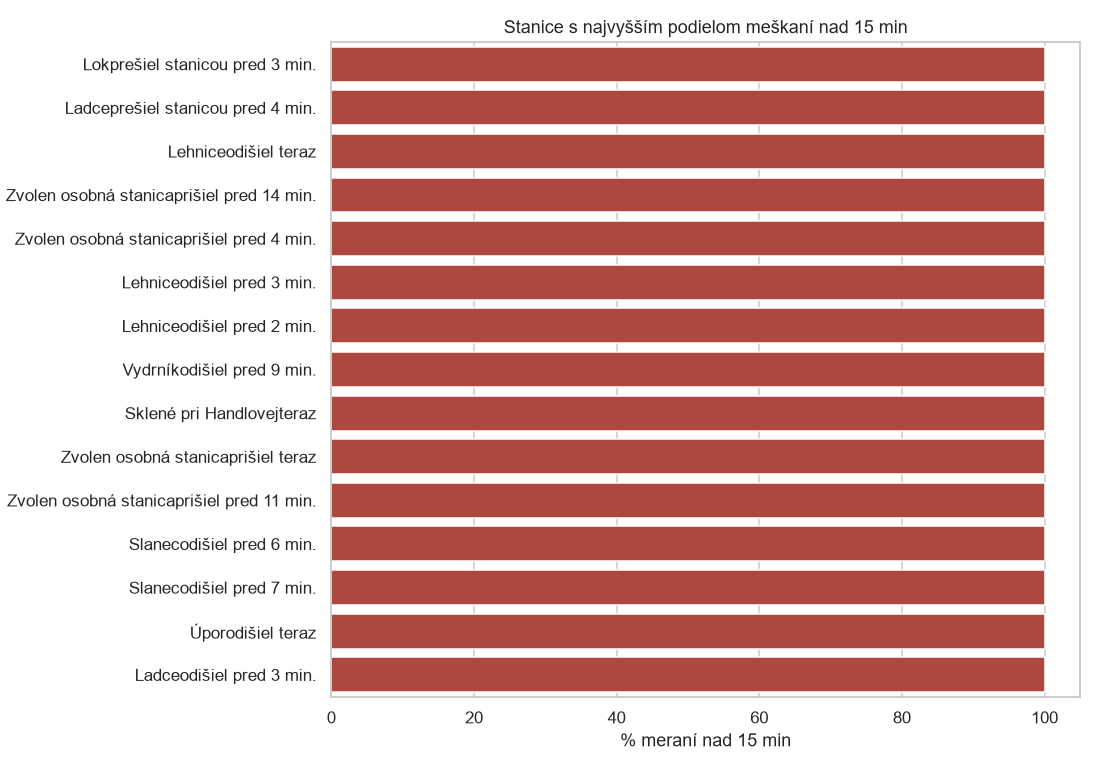 Stanice s najvyšším podielom meškaní nad 15 min
Lokprešiel stanicou pred 3 min.
Ladceprešiel stanicou pred 4 min.
Lehniceodišiel teraz
Zvolen osobná stanicaprišiel pred 14 min.
Zvolen osobná stanicaprišiel pred 4 min.
Lehniceodišiel pred 3 min.
Lehniceodišiel pred 2 min.
Vydrníkodišiel pred 9 min.
Sklené pri Handlovejteraz
Zvolen osobná stanicaprišiel teraz
Zvolen osobná stanicaprišiel pred 11 min.
Slanecodišiel pred 6 min.
Slanecodišiel pred 7 min.
Úporodišiel teraz
Ladceodišiel pred 3 min.
0 20 40 60 80 100
% meraní nad 15 min